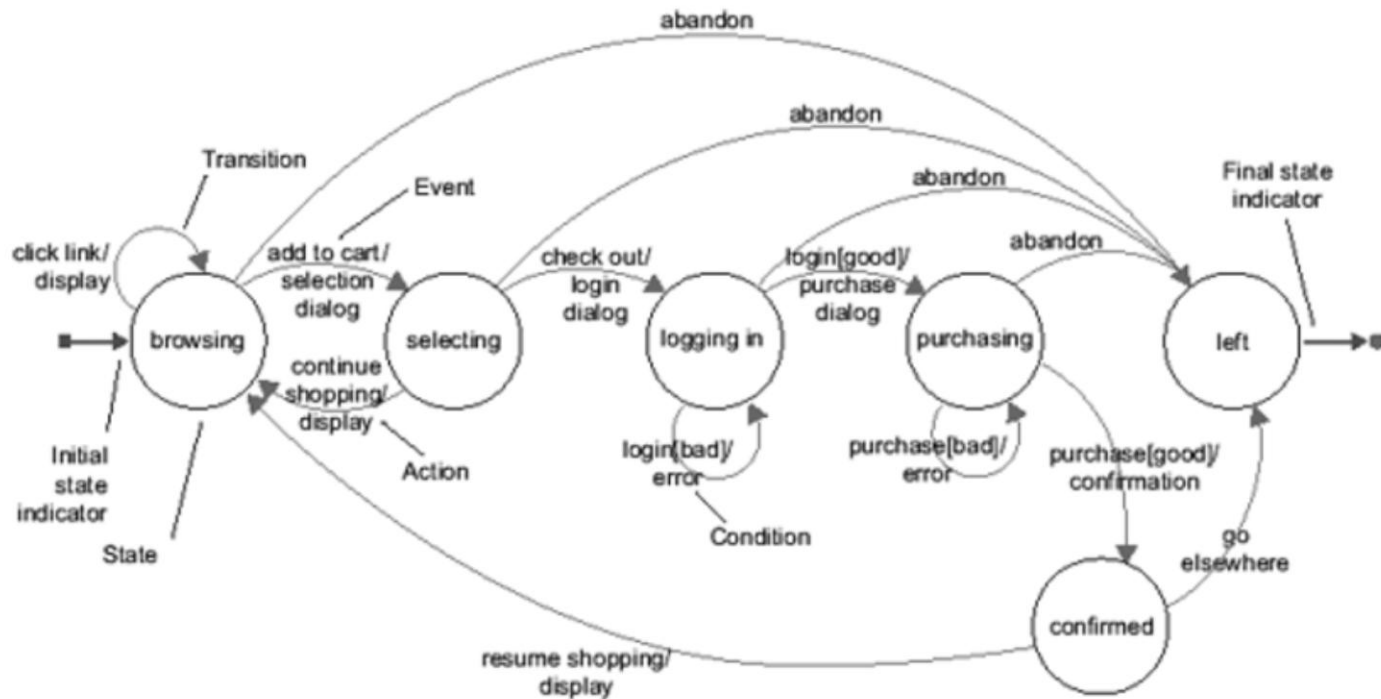 abandon
abandon
Transition
Event
abandon
Final state
indicator
click link/
display
add to cart/
selection
dialog
check out/
login
dialog
login[good]/
purchase
dialog
abandon
browsing
selecting
logging in
purchasing
left
continue
shopping/
display
Initial
state
indicator
Action
login[bad]/
error
purchase[bad]/
error
purchase[good]/
confirmation
State
Condition
go
elsewhere
confirmed
resume shopping/
display